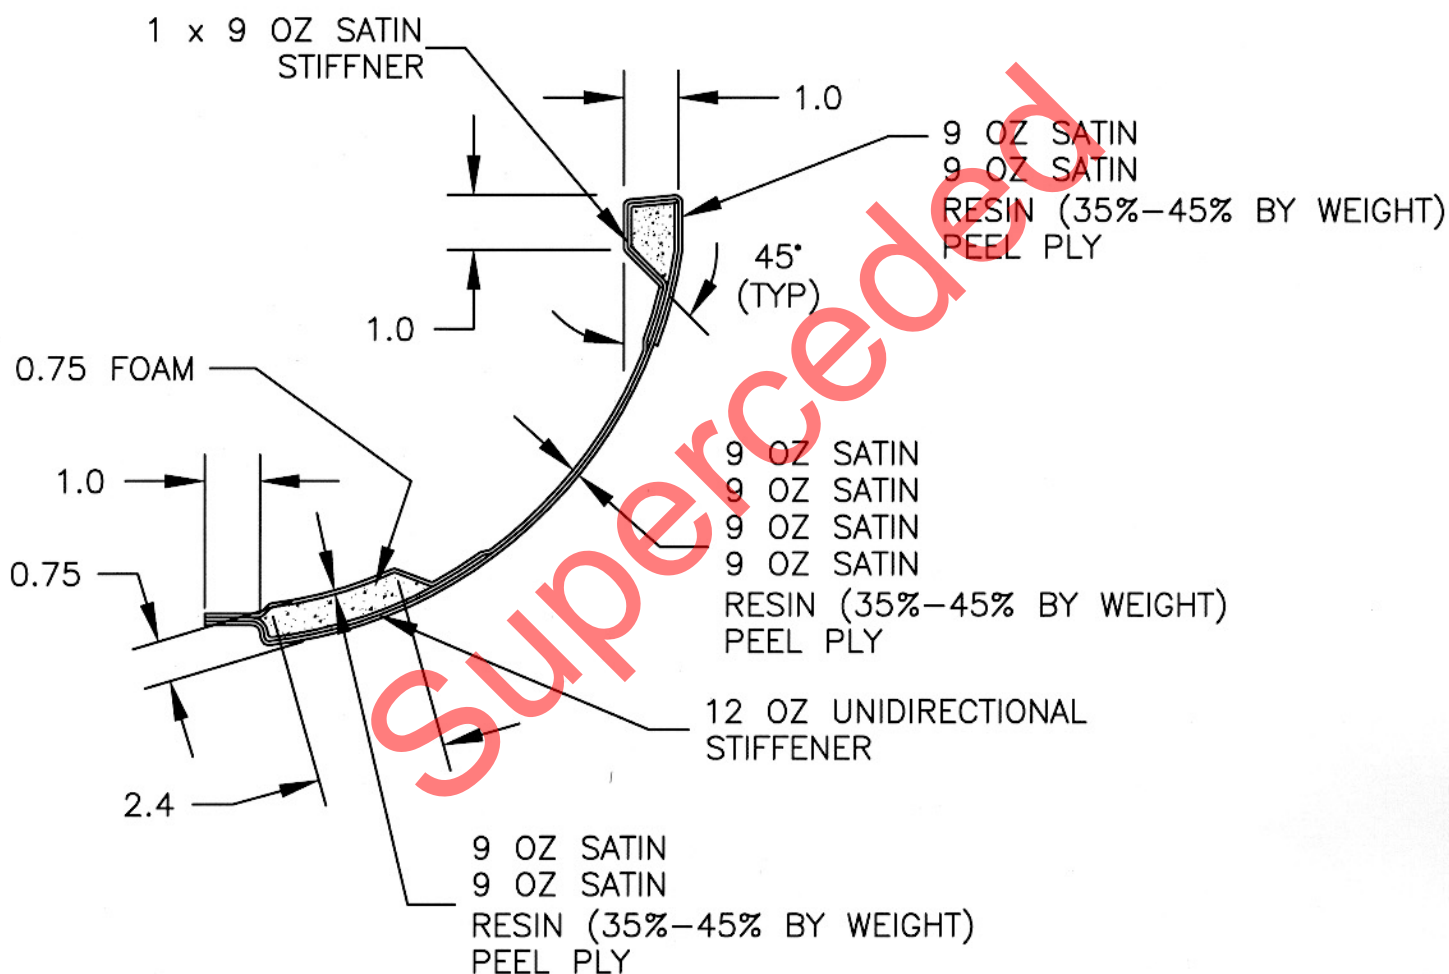 1 x 9 OZ SATIN
STIFFNER
1.0
9 OZ SATIN
9 OZ SATIN
RESIN (35%-45% BY WEIGHT)
PEEL PLY
45°
(TYP)
1.0
0.75 FOAM
1.0
9 OZ SATIN
9 OZ SATIN
9 OZ SATIN
9 OZ SATIN
RESIN (35%-45% BY WEIGHT)
PEEL PLY
0.75
12 OZ UNIDIRECTIONAL
STIFFENER
2.4
9 OZ SATIN
9 OZ SATIN
RESIN (35%-45% BY WEIGHT)
PEEL PLY
Superceded